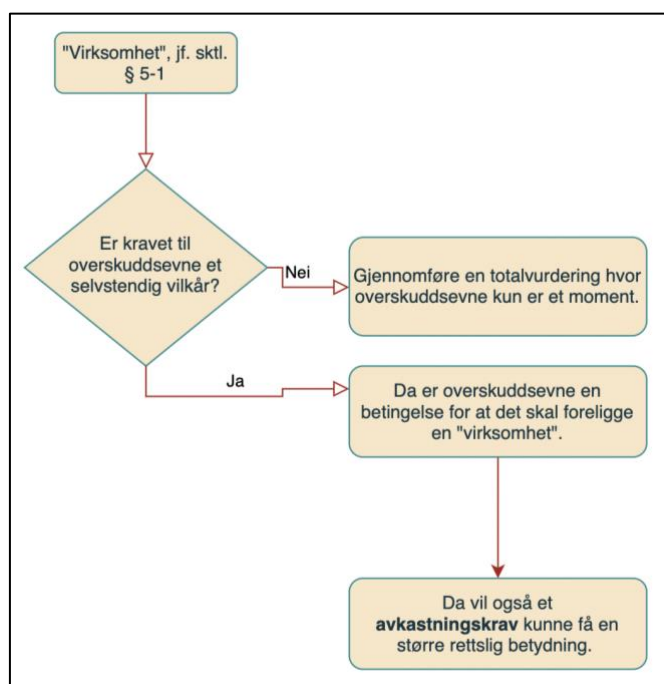 "Virksomhet", jf. sktl.
§ 5-1
Er kravet til
overskuddsevne et
selvstendig vilkår?
Nei
Gjennomføre en totalvurdering hvor
overskuddsevne kun er et moment.
Ja
Da er overskuddsevne en
betingelse for at det skal foreligge
en "virksomhet".
Da vil også et
avkastningskrav kunne få en
større rettslig betydning.